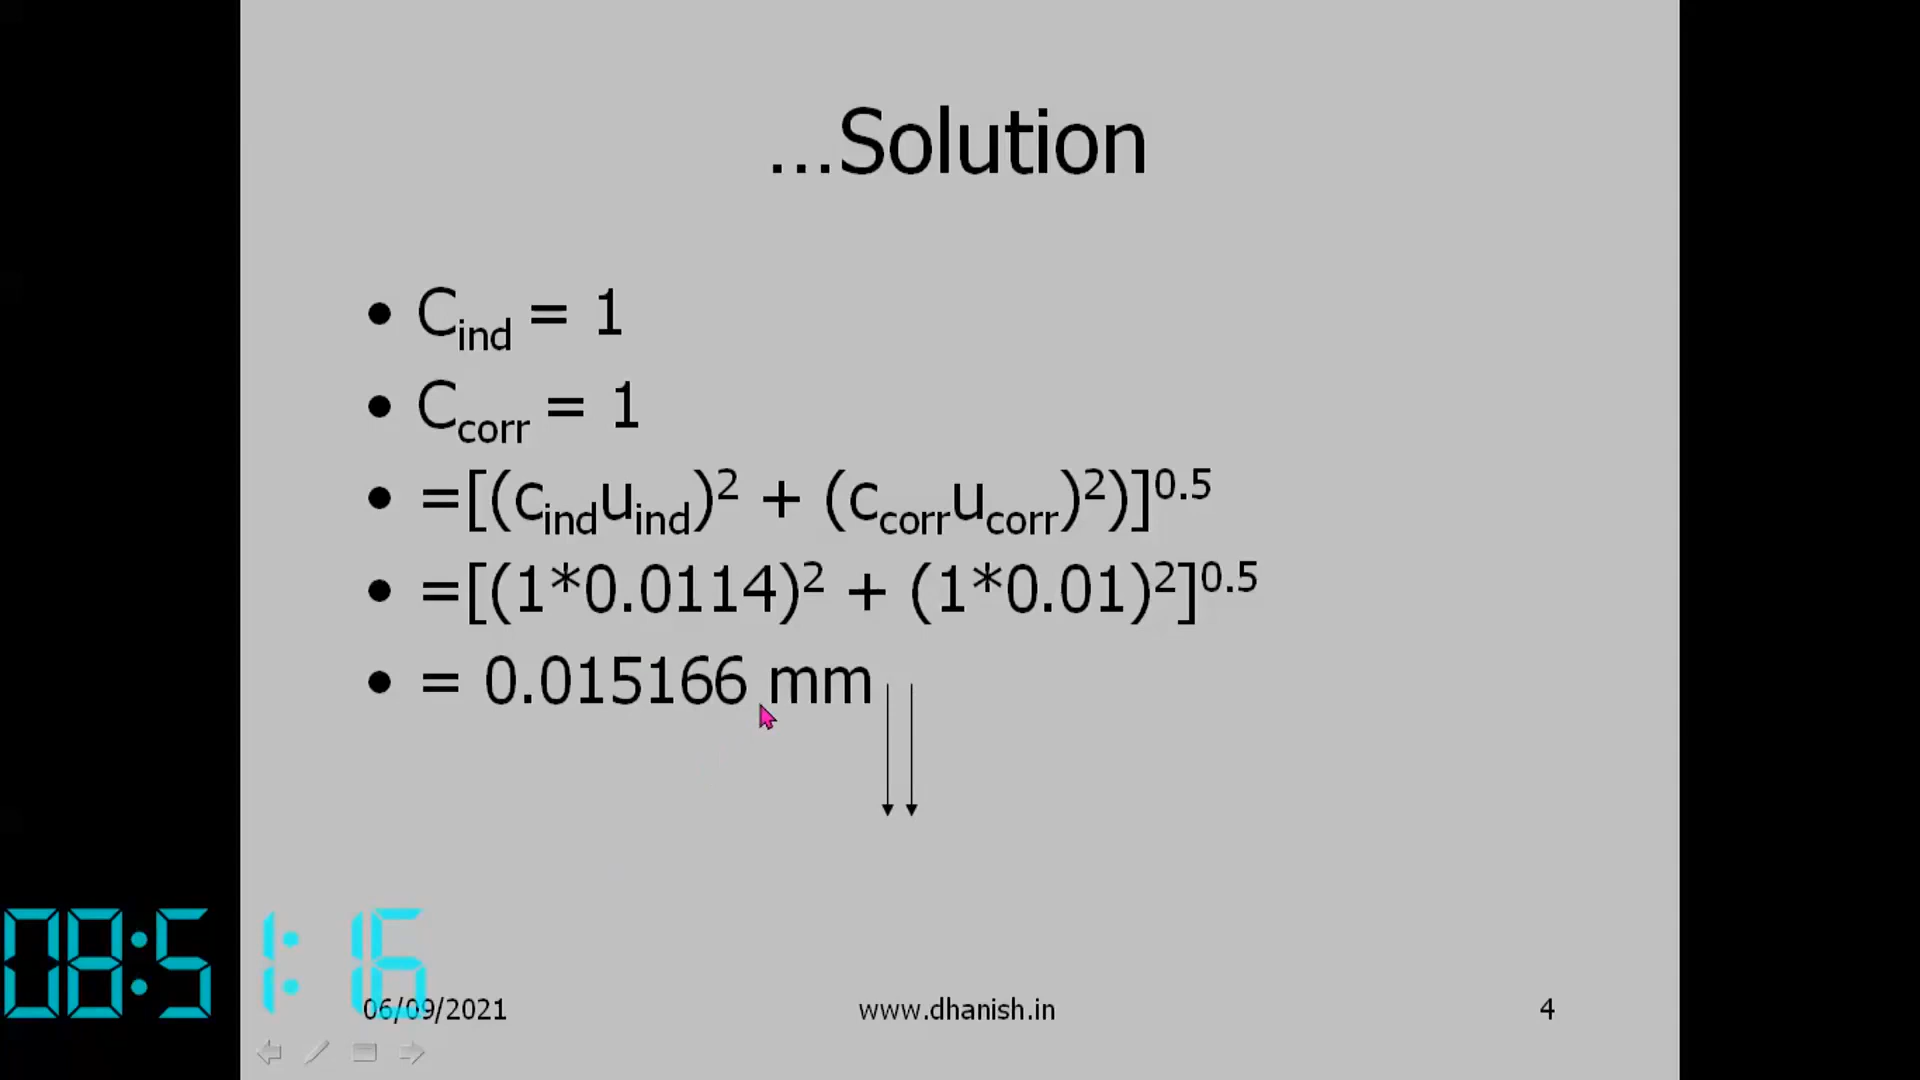 ...Solution
• C_ind = 1
• C_corr = 1
• =[(c_ind u_ind)² + (c_corr u_corr)²)]^0.5
• =[(1*0.0114)² + (1*0.01)²]^0.5
• = 0.015166 mm
08:51:16
06/09/2021
www.dhanish.in
4